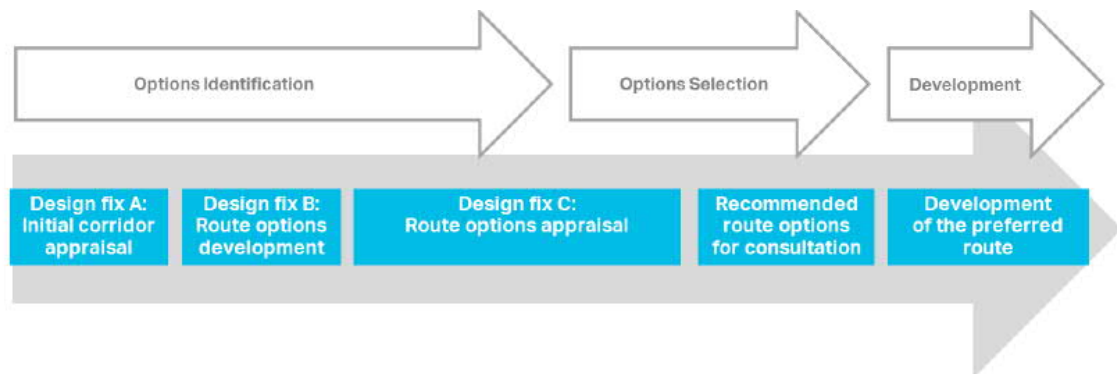 Options Identification
Options Selection
Development
Design fix A:
Initial corridor
appraisal
Design fix B:
Route options
development
Design fix C:
Route options appraisal
Recommended
route options
for consultation
Development
of the preferred
route